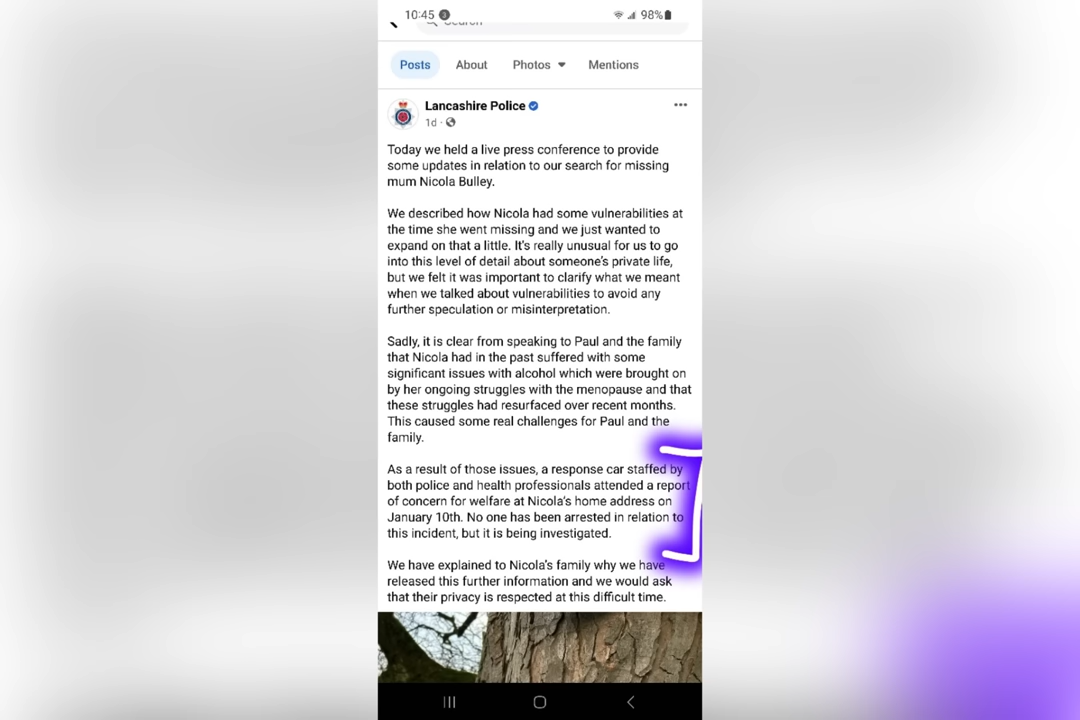 10:45 3 98%
Posts About Photos Mentions
Lancashire Police
1d ·
Today we held a live press conference to provide
some updates in relation to our search for missing
mum Nicola Bulley.
We described how Nicola had some vulnerabilities at
the time she went missing and we just wanted to
expand on that a little. It's really unusual for us to go
into this level of detail about someone's private life,
but we felt it was important to clarify what we meant
when we talked about vulnerabilities to avoid any
further speculation or misinterpretation.
Sadly, it is clear from speaking to Paul and the family
that Nicola had in the past suffered with some
significant issues with alcohol which were brought on
by her ongoing struggles with the menopause and that
these struggles had resurfaced over recent months.
This caused some real challenges for Paul and the
family.
As a result of those issues, a response car staffed by
both police and health professionals attended a report
of concern for welfare at Nicola's home address on
January 10th. No one has been arrested in relation to
this incident, but it is being investigated.
We have explained to Nicola's family why we have
released this further information and we would ask
that their privacy is respected at this difficult time.